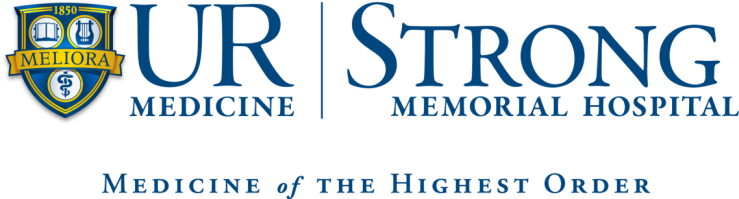 1850
MELIORA
UR
MEDICINE
STRONG
MEMORIAL HOSPITAL
MEDICINE of THE HIGHEST ORDER